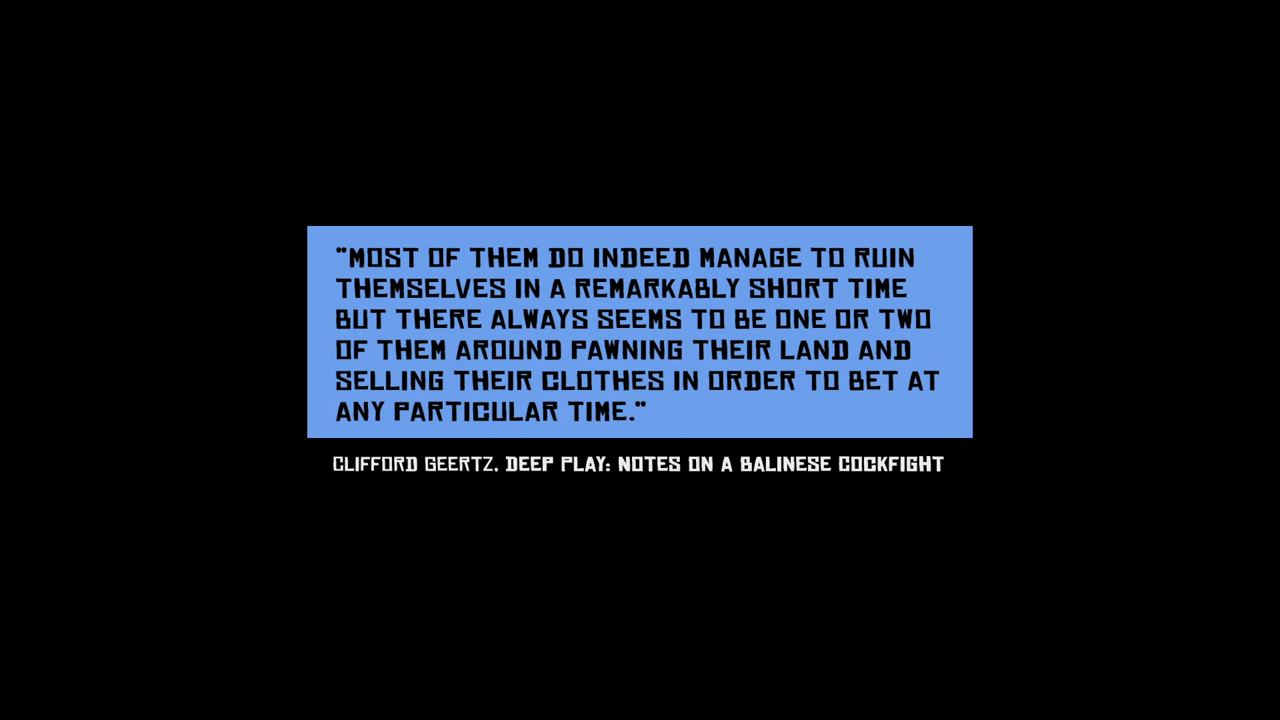 "MOST OF THEM DO INDEED MANAGE TO RUIN
THEMSELVES IN A REMARKABLY SHORT TIME
BUT THERE ALWAYS SEEMS TO BE ONE OR TWO
OF THEM AROUND PAWNING THEIR LAND AND
SELLING THEIR CLOTHES IN ORDER TO BET AT
ANY PARTICULAR TIME."
CLIFFORD GEERTZ, DEEP PLAY: NOTES ON A BALINESE COCKFIGHT